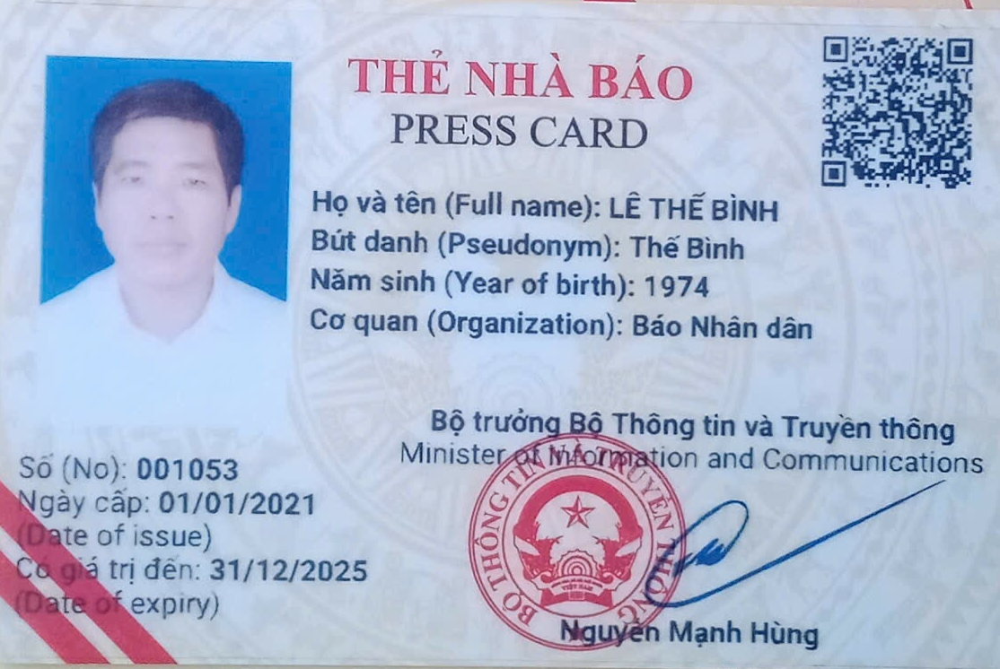 THẺ NHÀ BÁO
PRESS CARD
Họ và tên (Full name): LÊ THẾ BÌNH
Bút danh (Pseudonym): Thế Bình
Năm sinh (Year of birth): 1974
Cơ quan (Organization): Báo Nhân dân
Bộ trưởng Bộ Thông tin và Truyền thông
Minister of Information and Communications
Số (No): 001053
Ngày cấp: 01/01/2021
(Date of issue)
Có giá trị đến: 31/12/2025
(Date of expiry)
BỘ THÔNG TIN VÀ TRUYỀN THÔNG
VIỆT NAM
Nguyễn Mạnh Hùng